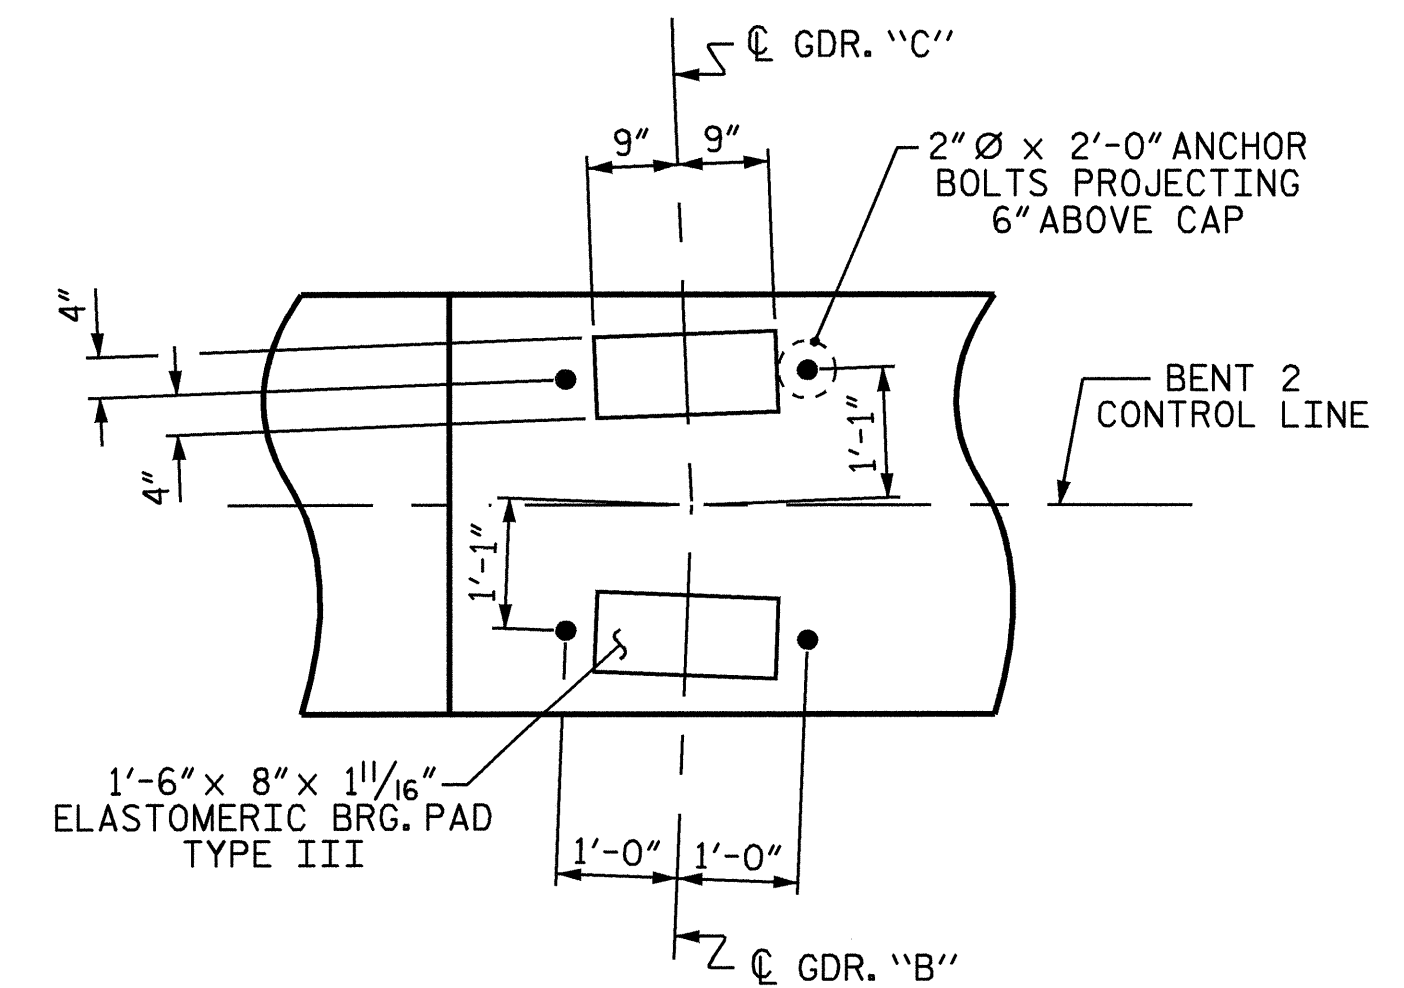 ℄ GDR. "C"
9" 9"
2"Ø x 2'-0" ANCHOR
BOLTS PROJECTING
6" ABOVE CAP
4"
4"
BENT 2
CONTROL LINE
1'-1"
1'-1"
1'-6" x 8" x 1 11/16"
ELASTOMERIC BRG. PAD
TYPE III
1'-0" 1'-0"
℄ GDR. "B"